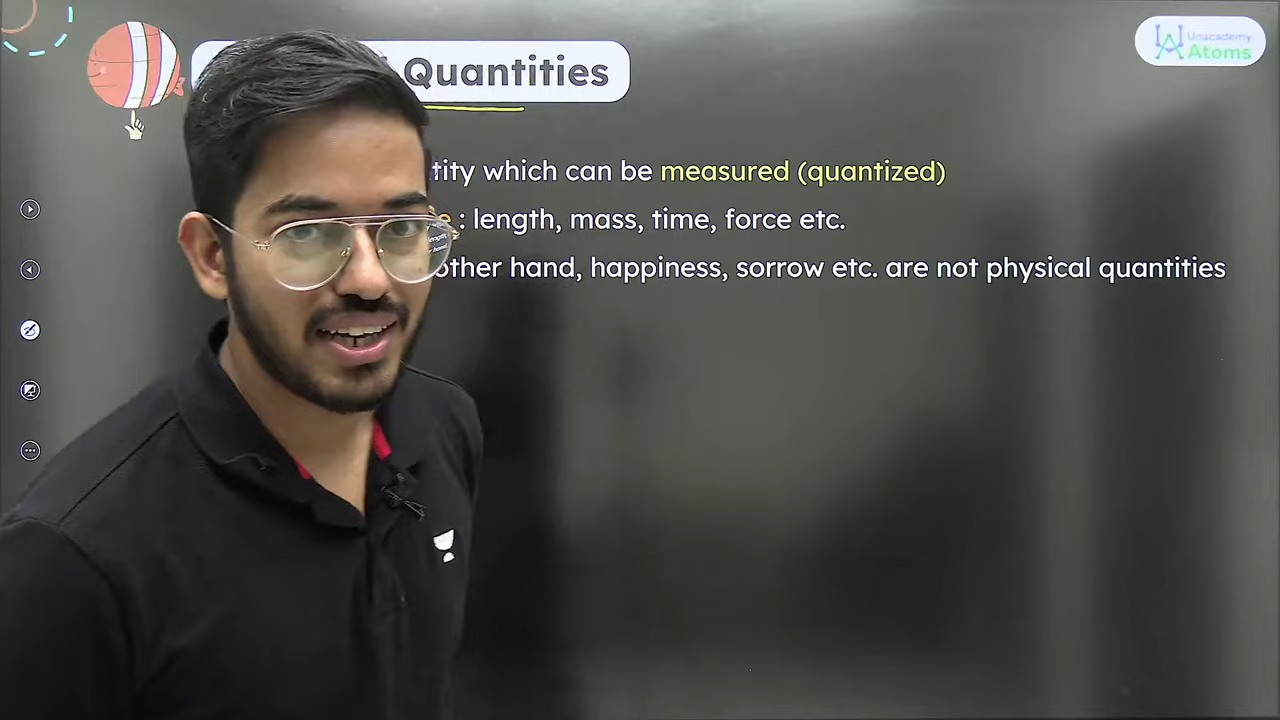 Quantities
Unacademy
Atoms
which can be measured (quantized)
: length, mass, time, force etc.
other hand, happiness, sorrow etc. are not physical quantities